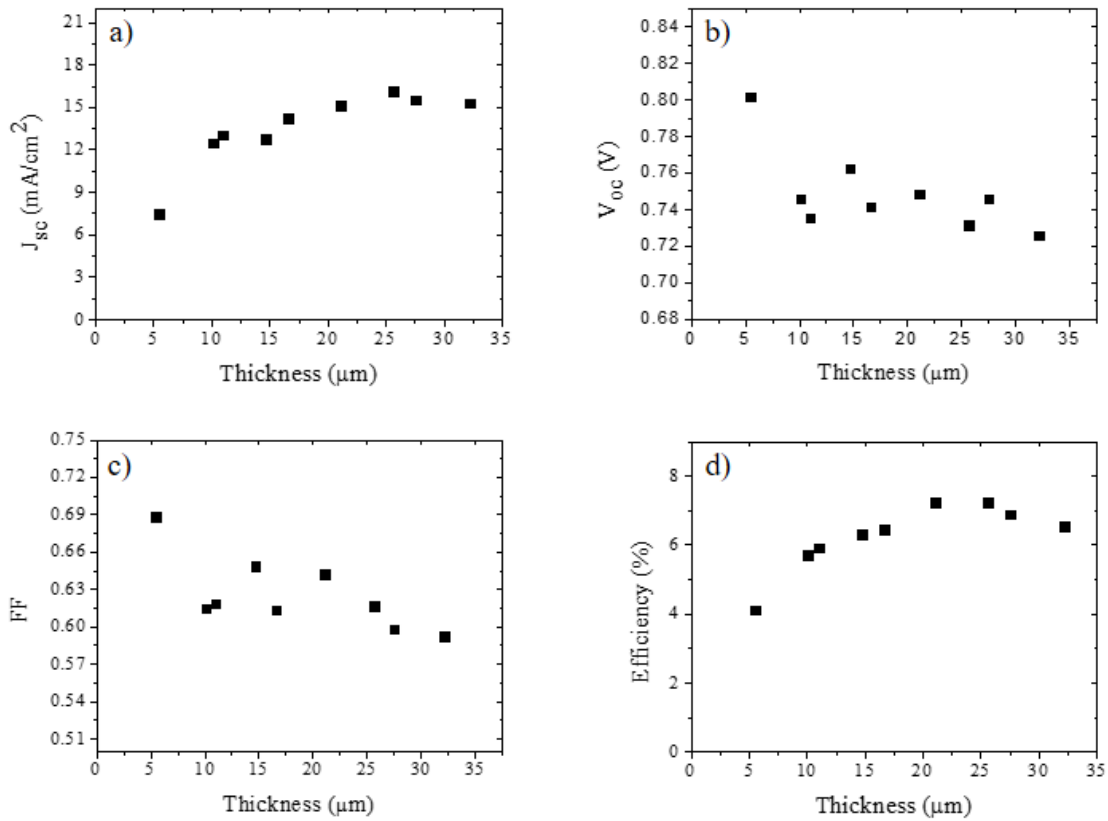 a)
21
18
15
12
9
6
3
0
J_sc (mA/cm^2)
0 5 10 15 20 25 30 35
Thickness (μm)
b)
0.84
0.82
0.80
0.78
0.76
0.74
0.72
0.70
0.68
V_oc (V)
0 5 10 15 20 25 30 35
Thickness (μm)
c)
0.75
0.72
0.69
0.66
0.63
0.60
0.57
0.54
0.51
FF
0 5 10 15 20 25 30 35
Thickness (μm)
d)
8
6
4
2
0
Efficiency (%)
0 5 10 15 20 25 30 35
Thickness (μm)